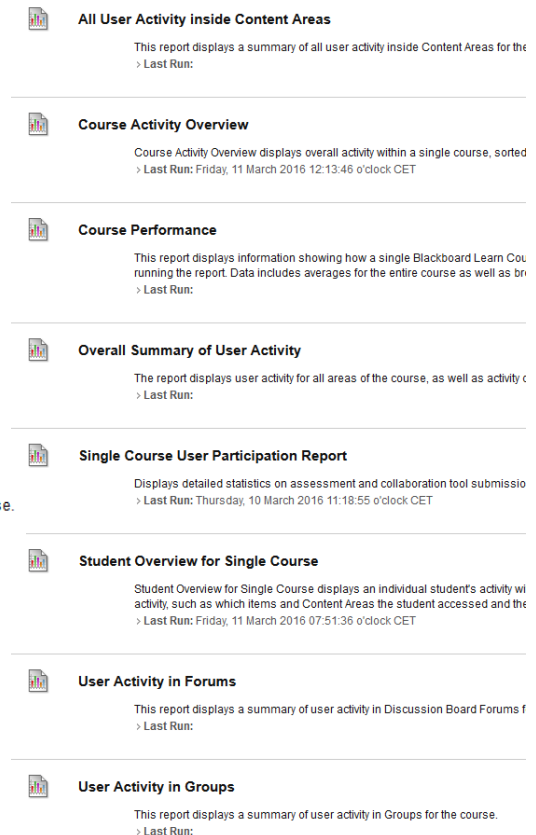 All User Activity inside Content Areas
This report displays a summary of all user activity inside Content Areas for the
> Last Run:
Course Activity Overview
Course Activity Overview displays overall activity within a single course, sorted
> Last Run: Friday, 11 March 2016 12:13:46 o'clock CET
Course Performance
This report displays information showing how a single Blackboard Learn Cou
running the report. Data includes averages for the entire course as well as bre
> Last Run:
Overall Summary of User Activity
The report displays user activity for all areas of the course, as well as activity
> Last Run:
Single Course User Participation Report
Displays detailed statistics on assessment and collaboration tool submissio
> Last Run: Thursday, 10 March 2016 11:18:55 o'clock CET
se.
Student Overview for Single Course
Student Overview for Single Course displays an individual student's activity wi
activity, such as which items and Content Areas the student accessed and the
> Last Run: Friday, 11 March 2016 07:51:36 o'clock CET
User Activity in Forums
This report displays a summary of user activity in Discussion Board Forums f
> Last Run:
User Activity in Groups
This report displays a summary of user activity in Groups for the course.
> Last Run: